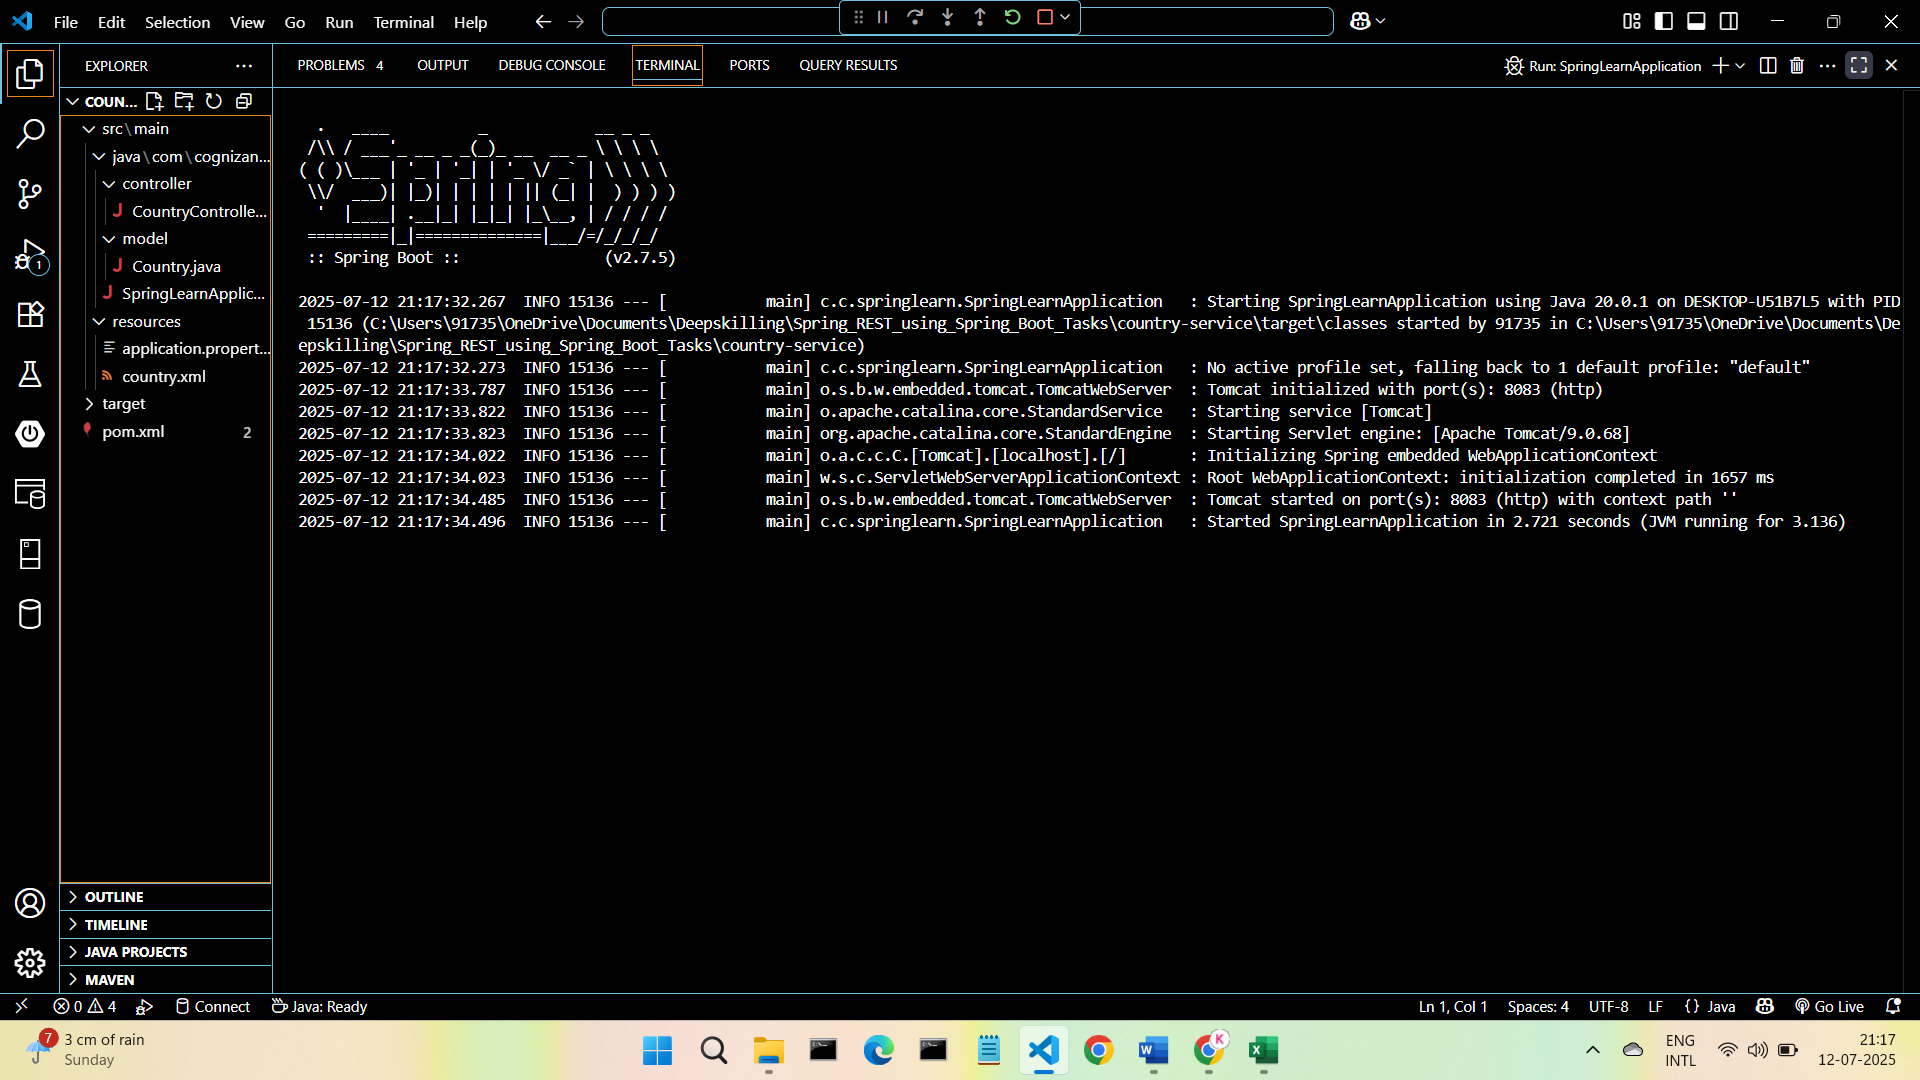 File Edit Selection View Go Run Terminal Help
EXPLORER
COUN...
src\main
java\com\cognizan...
controller
CountryControlle...
model
Country.java
SpringLearnApplic...
resources
application.propert...
country.xml
target
pom.xml 2
OUTLINE
TIMELINE
JAVA PROJECTS
MAVEN
1
PROBLEMS 4 OUTPUT DEBUG CONSOLE TERMINAL PORTS QUERY RESULTS
Run: SpringLearnApplication
Spring
:: Spring Boot :: (v2.7.5)
2025-07-12 21:17:32.267  INFO 15136 --- [           main] c.c.springlearn.SpringLearnApplication   : Starting SpringLearnApplication using Java 20.0.1 on DESKTOP-U51B7L5 with PID
15136 (C:\Users\91735\OneDrive\Documents\Deepskilling\Spring_REST_using_Spring_Boot_Tasks\country-service\target\classes started by 91735 in C:\Users\91735\OneDrive\Documents\De
epskilling\Spring_REST_using_Spring_Boot_Tasks\country-service)
2025-07-12 21:17:32.273  INFO 15136 --- [           main] c.c.springlearn.SpringLearnApplication   : No active profile set, falling back to 1 default profile: "default"
2025-07-12 21:17:33.787  INFO 15136 --- [           main] o.s.b.w.embedded.tomcat.TomcatWebServer  : Tomcat initialized with port(s): 8083 (http)
2025-07-12 21:17:33.822  INFO 15136 --- [           main] o.apache.catalina.core.StandardService   : Starting service [Tomcat]
2025-07-12 21:17:33.823  INFO 15136 --- [           main] org.apache.catalina.core.StandardEngine  : Starting Servlet engine: [Apache Tomcat/9.0.68]
2025-07-12 21:17:34.022  INFO 15136 --- [           main] o.a.c.c.C.[Tomcat].[localhost].[/]       : Initializing Spring embedded WebApplicationContext
2025-07-12 21:17:34.023  INFO 15136 --- [           main] w.s.c.ServletWebServerApplicationContext : Root WebApplicationContext: initialization completed in 1657 ms
2025-07-12 21:17:34.485  INFO 15136 --- [           main] o.s.b.w.embedded.tomcat.TomcatWebServer  : Tomcat started on port(s): 8083 (http) with context path ''
2025-07-12 21:17:34.496  INFO 15136 --- [           main] c.c.springlearn.SpringLearnApplication   : Started SpringLearnApplication in 2.721 seconds (JVM running for 3.136)
0 4 Connect Java: Ready Ln 1, Col 1 Spaces: 4 UTF-8 LF {} Java Go Live
7 3 cm of rain
Sunday
K
ENG
INTL
21:17
12-07-2025